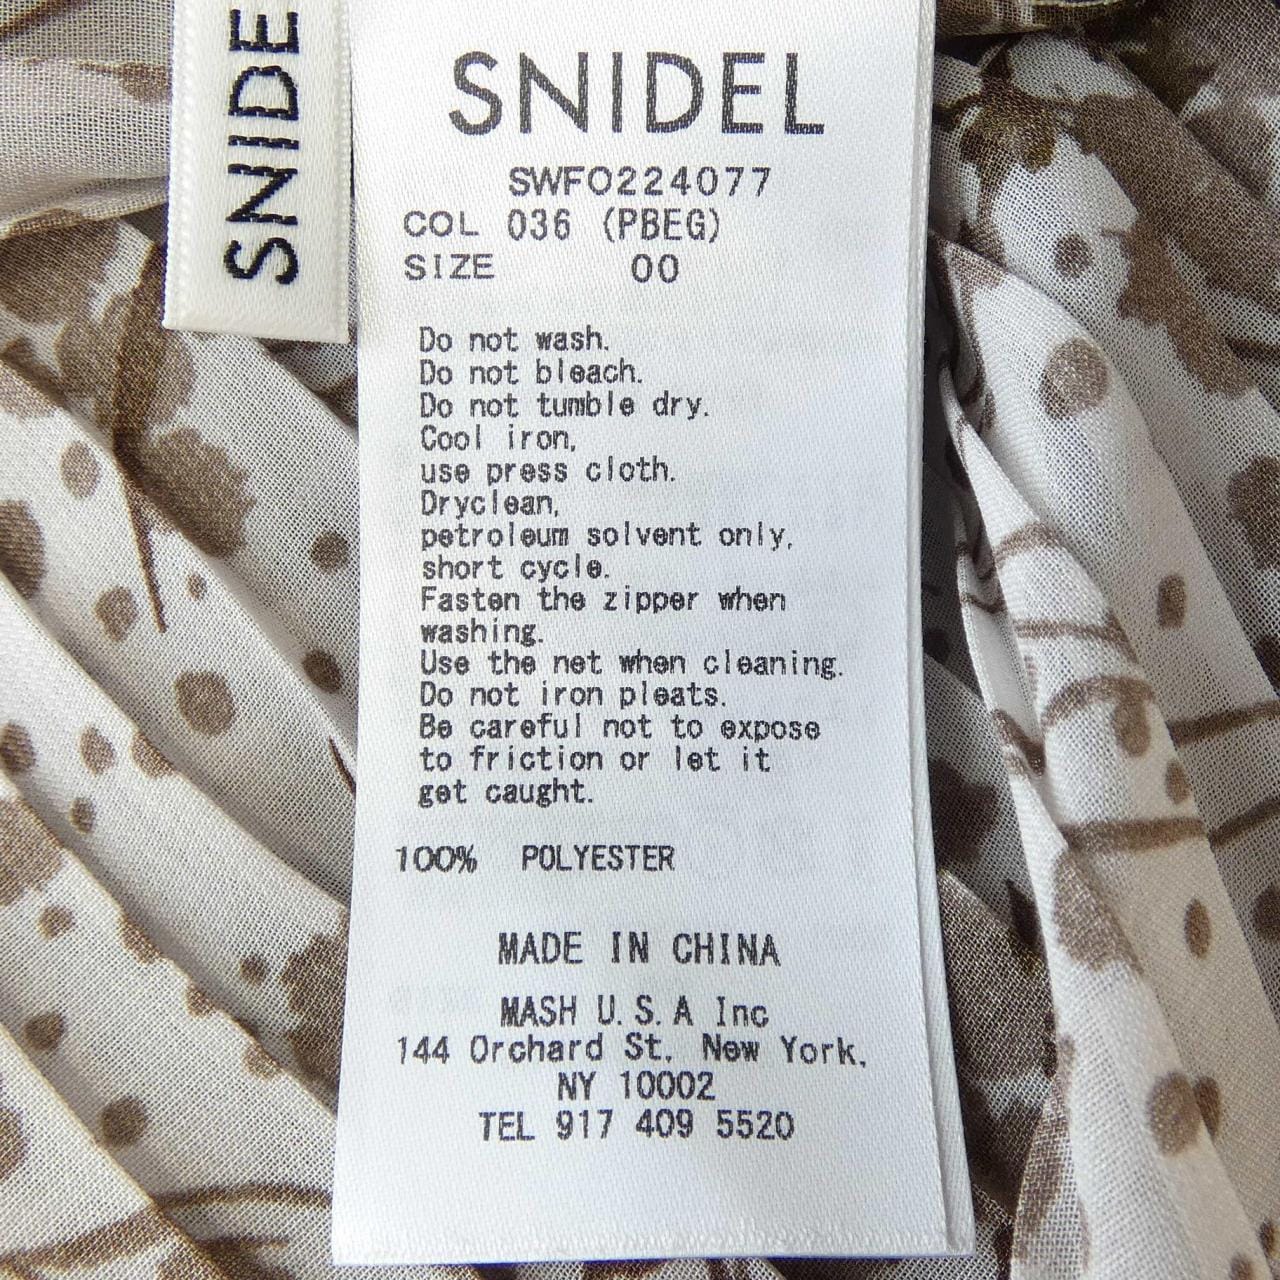 SNIDE
SNIDEL
SWFO224077
COL 036 (PBEG)
SIZE 00
Do not wash.
Do not bleach.
Do not tumble dry.
Cool iron,
use press cloth.
Dryclean,
petroleum solvent only,
short cycle.
Fasten the zipper when
washing.
Use the net when cleaning.
Do not iron pleats.
Be careful not to expose
to friction or let it
get caught.
100% POLYESTER
MADE IN CHINA
MASH U.S.A Inc
144 Orchard St, New York,
NY 10002
TEL 917 409 5520